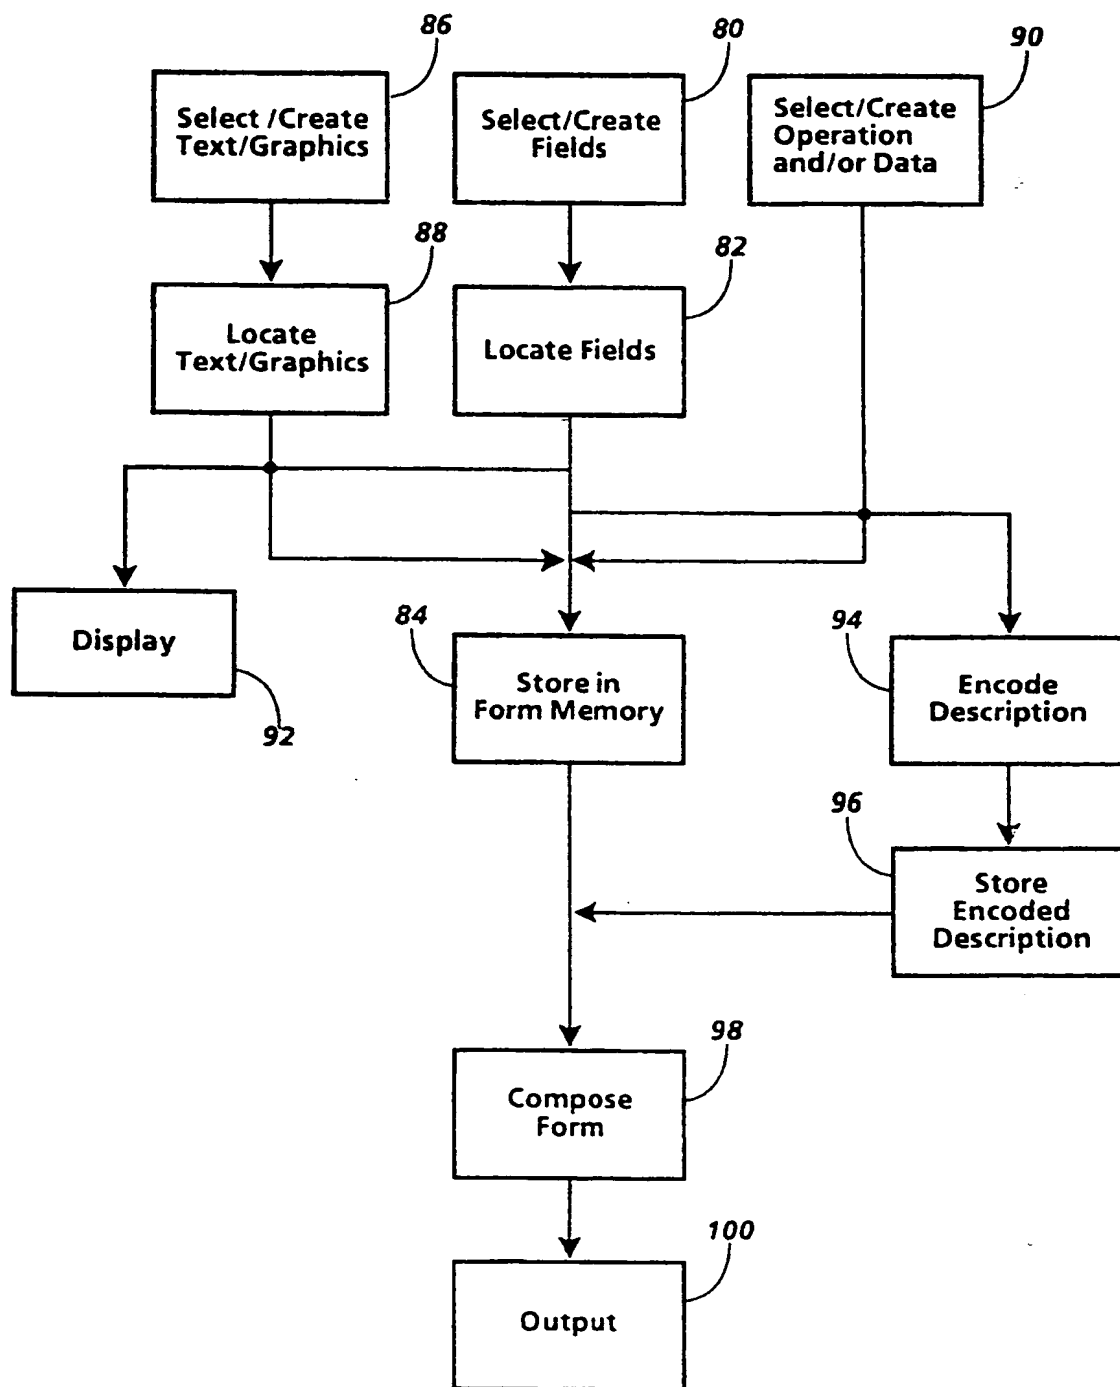 86
80
90
Select /Create
Text/Graphics
Select/Create
Fields
Select/Create
Operation
and/or Data
88
82
Locate
Text/Graphics
Locate Fields
Display
92
84
Store in
Form Memory
94
Encode
Description
96
Store
Encoded
Description
98
Compose
Form
100
Output